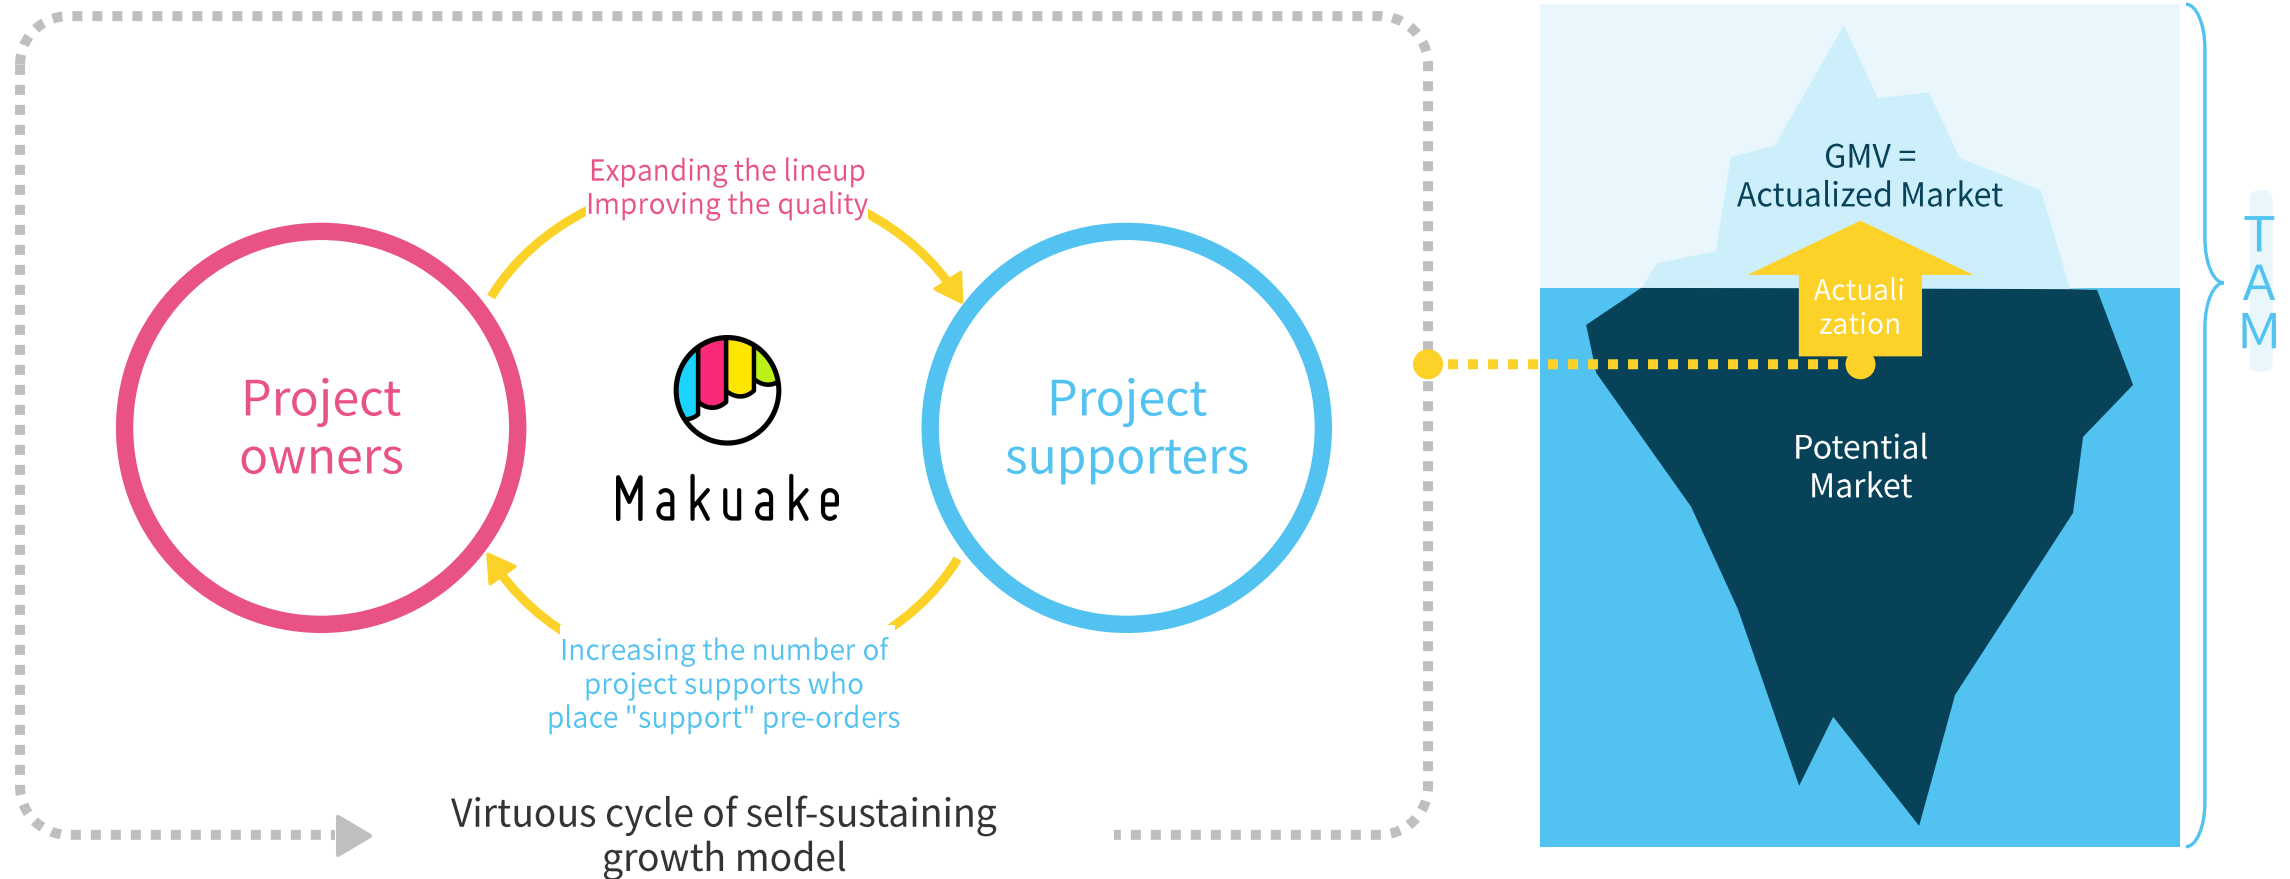 Expanding the lineup
Improving the quality
Project
owners
Makuake
Project
supporters
Increasing the number of
project supports who
place "support" pre-orders
Virtuous cycle of self-sustaining
growth model
GMV =
Actualized Market
Actuali
zation
Potential
Market
TAM